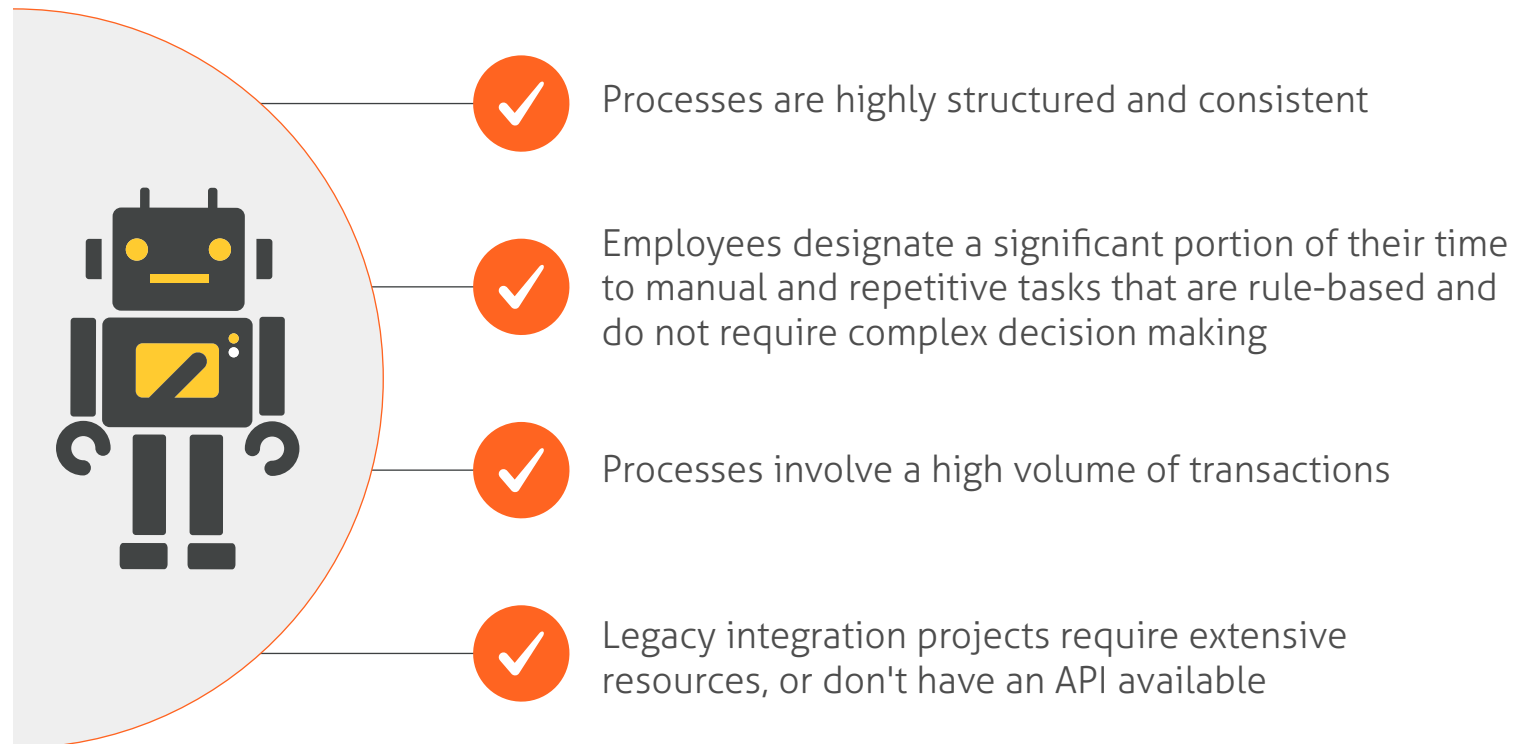 Processes are highly structured and consistent
Employees designate a significant portion of their time
to manual and repetitive tasks that are rule-based and
do not require complex decision making
Processes involve a high volume of transactions
Legacy integration projects require extensive
resources, or don't have an API available